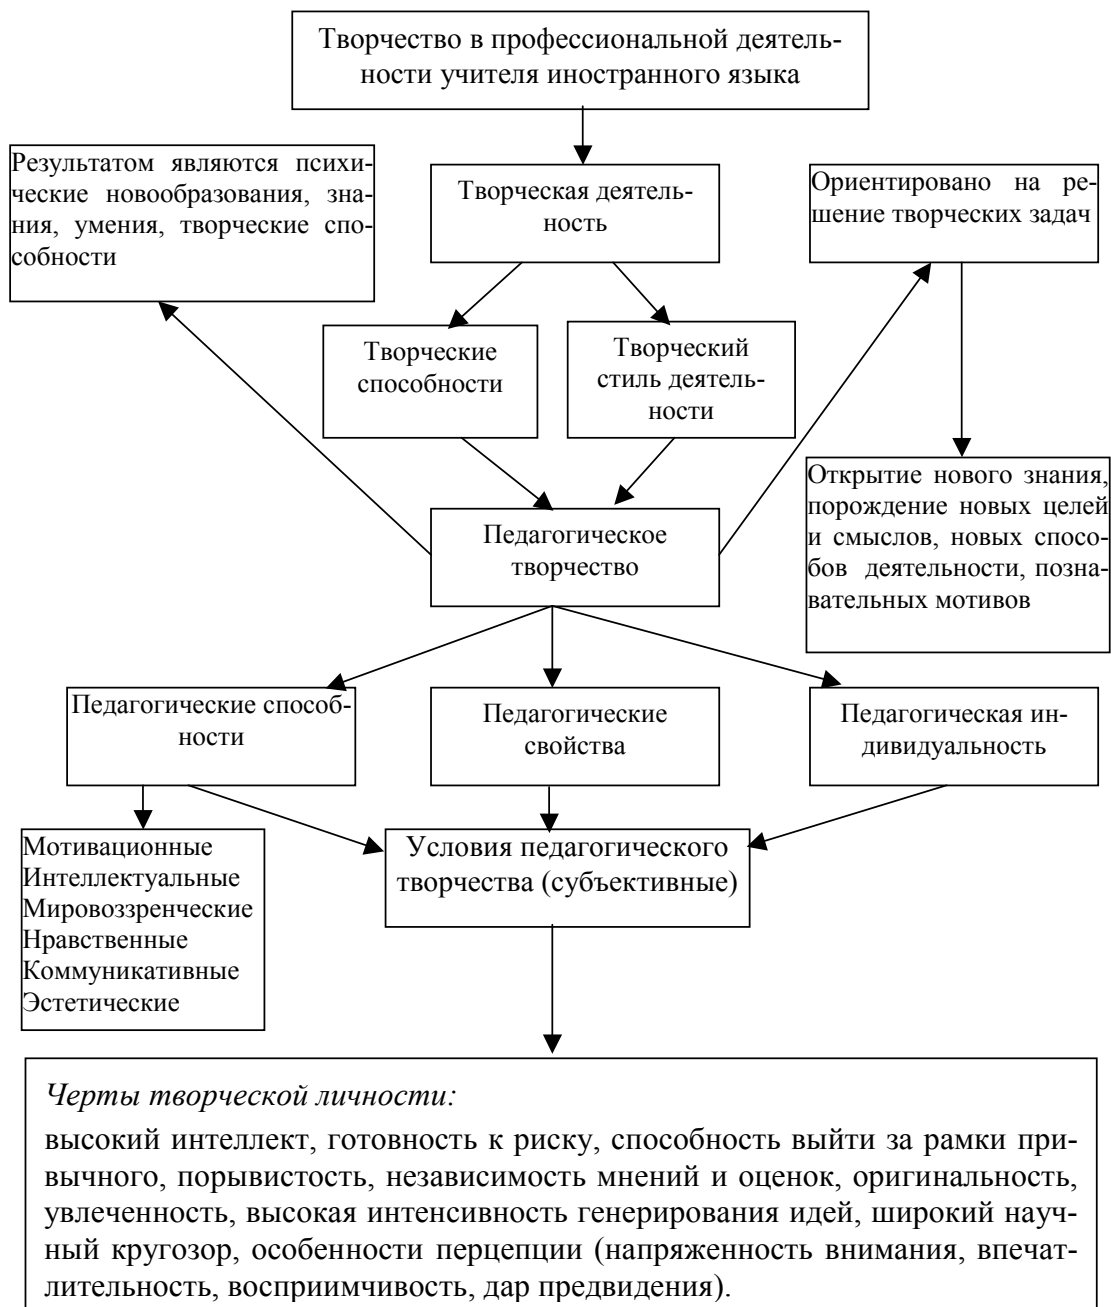 Творчество в профессиональной деятель-
ности учителя иностранного языка
Результатом являются психи-
ческие новообразования, зна-
ния, умения, творческие спо-
собности
Творческая деятель-
ность
Ориентировано на ре-
шение творческих задач
Творческие
способности
Творческий
стиль деятель-
ности
Открытие нового знания,
порождение новых целей
и смыслов, новых спосо-
бов деятельности, позна-
вательных мотивов
Педагогическое
творчество
Педагогические способ-
ности
Педагогические
свойства
Педагогическая ин-
дивидуальность
Мотивационные
Интеллектуальные
Мировоззренческие
Нравственные
Коммуникативные
Эстетические
Условия педагогического
творчества (субъективные)
Черты творческой личности:
высокий интеллект, готовность к риску, способность выйти за рамки при-
вычного, порывистость, независимость мнений и оценок, оригинальность,
увлеченность, высокая интенсивность генерирования идей, широкий науч-
ный кругозор, особенности перцепции (напряженность внимания, впечат-
лительность, восприимчивость, дар предвидения).